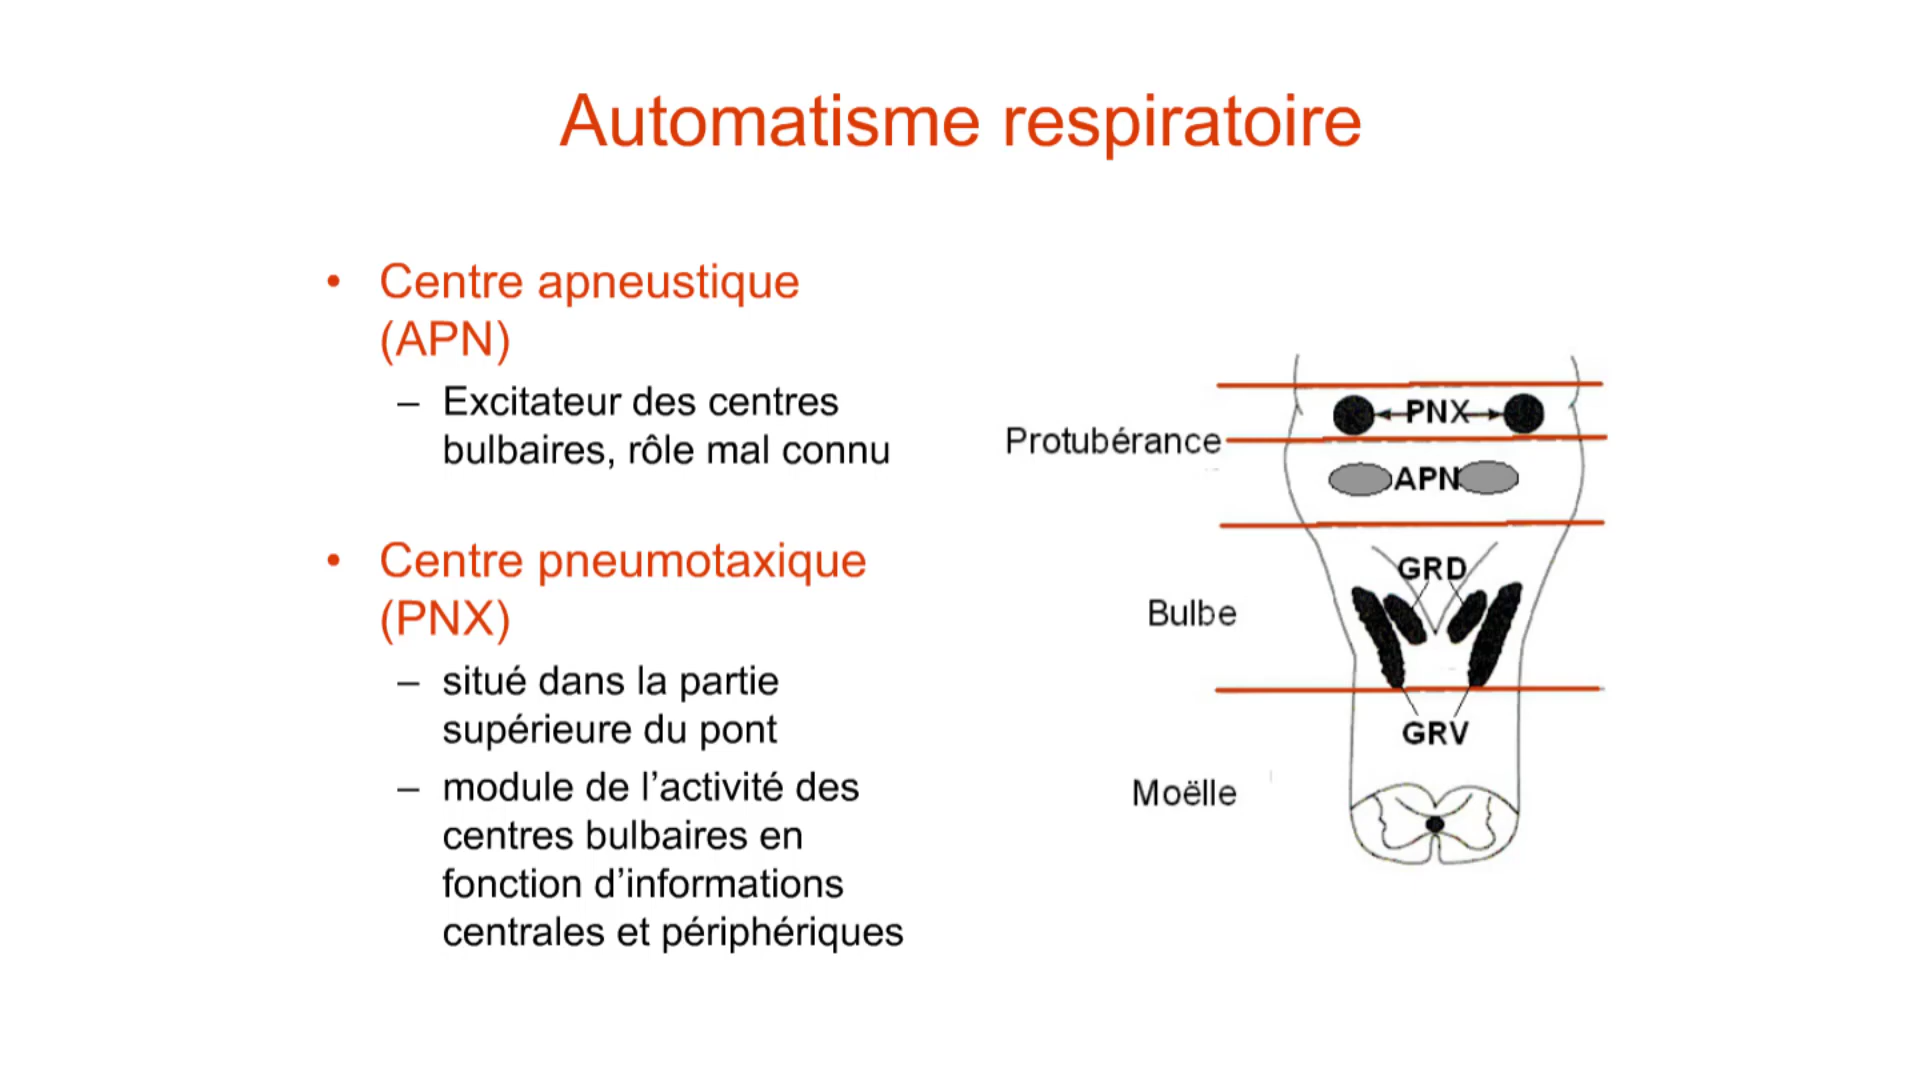 Automatisme respiratoire
• Centre apneustique
(APN)
– Excitateur des centres
bulbaires, rôle mal connu
• Centre pneumotaxique
(PNX)
– situé dans la partie
supérieure du pont
– module de l’activité des
centres bulbaires en
fonction d’informations
centrales et périphériques
PNX
Protubérance
APN
GRD
Bulbe
GRV
Moëlle